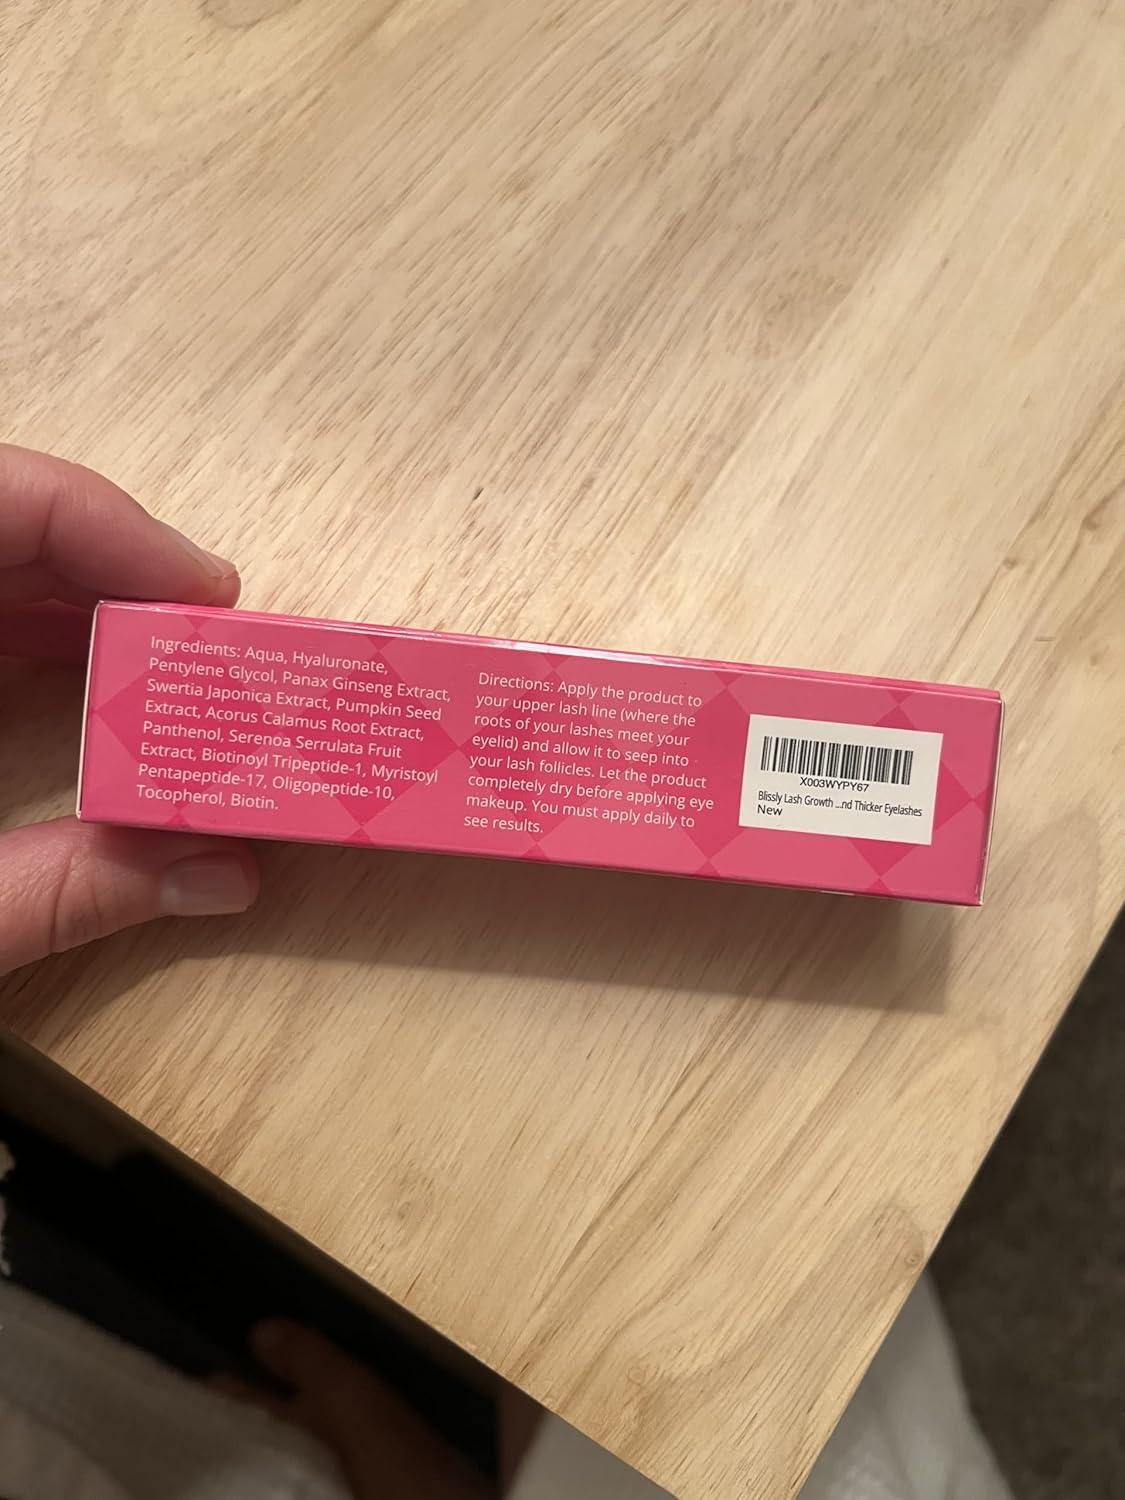 Ingredients: Aqua, Hyaluronate,
Pentylene Glycol, Panax Ginseng Extract,
Swertia Japonica Extract, Pumpkin Seed
Extract, Acorus Calamus Root Extract,
Panthenol, Serenoa Serrulata Fruit
Extract, Biotinoyl Tripeptide-1, Myristoyl
Pentapeptide-17, Oligopeptide-10,
Tocopherol, Biotin.
Directions: Apply the product to
your upper lash line (where the
roots of your lashes meet your
eyelid) and allow it to seep into
your lash follicles. Let the product
completely dry before applying eye
makeup. You must apply daily to
see results.
X003WYPY67
Blissly Lash Growth ...nd Thicker Eyelashes
New